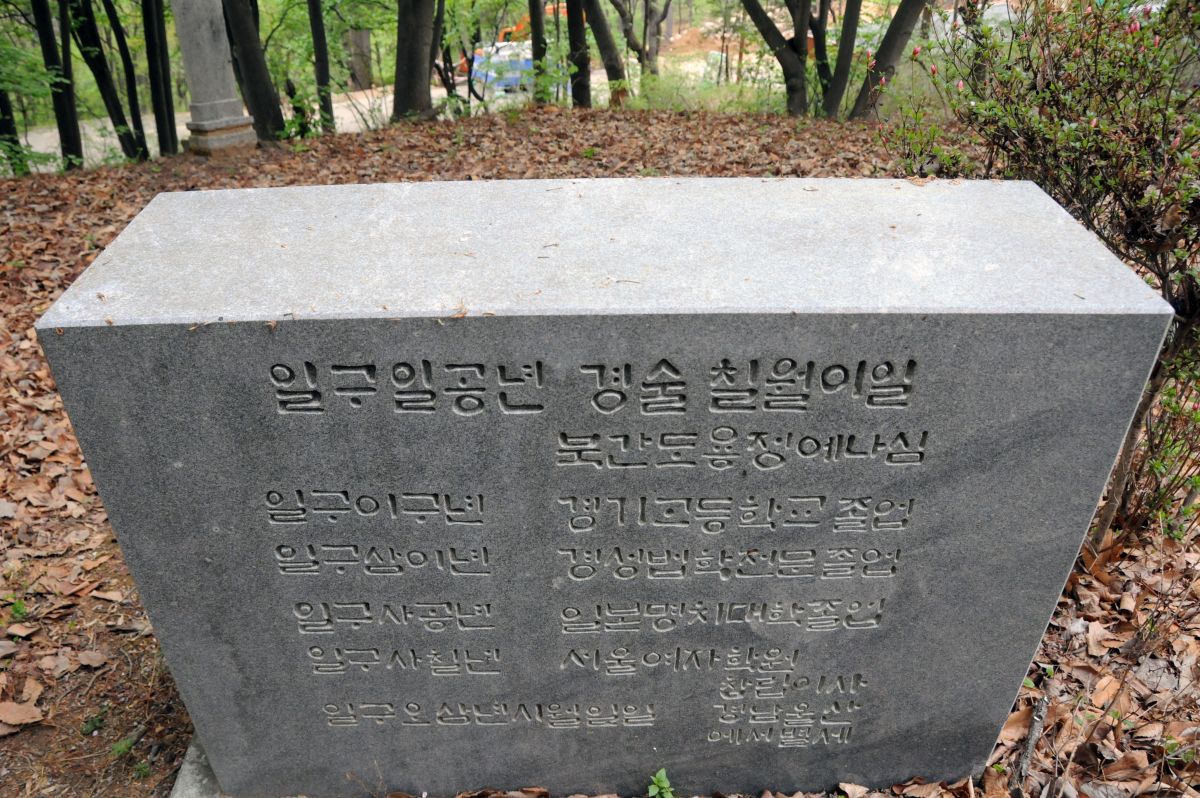 일구일공년 경술 칠월이일
북간도용정에나심
일구이구년 경기고등학교 졸업
일구삼이년 경성법학전문졸업
일구사공년 일본명치대학졸업
일구사칠년 서울여자학원
창립이사
일구오삼년시월일일 경남울산
에서별세